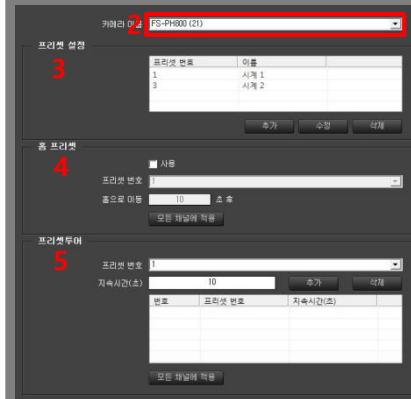 카메라 이름 FS-PH800 (21)
2
프리셋 설정
3
프리셋 번호 이름
1 시계 1
3 시계 2
추가 수정 삭제
홈 프리셋
4
사용
프리셋 번호 1
홈으로 이동 10 초 후
모든 채널에 적용
프리셋투어
5
프리셋 번호 1
지속시간(초) 10 추가 삭제
번호 프리셋 번호 지속시간(초)
모든 채널에 적용